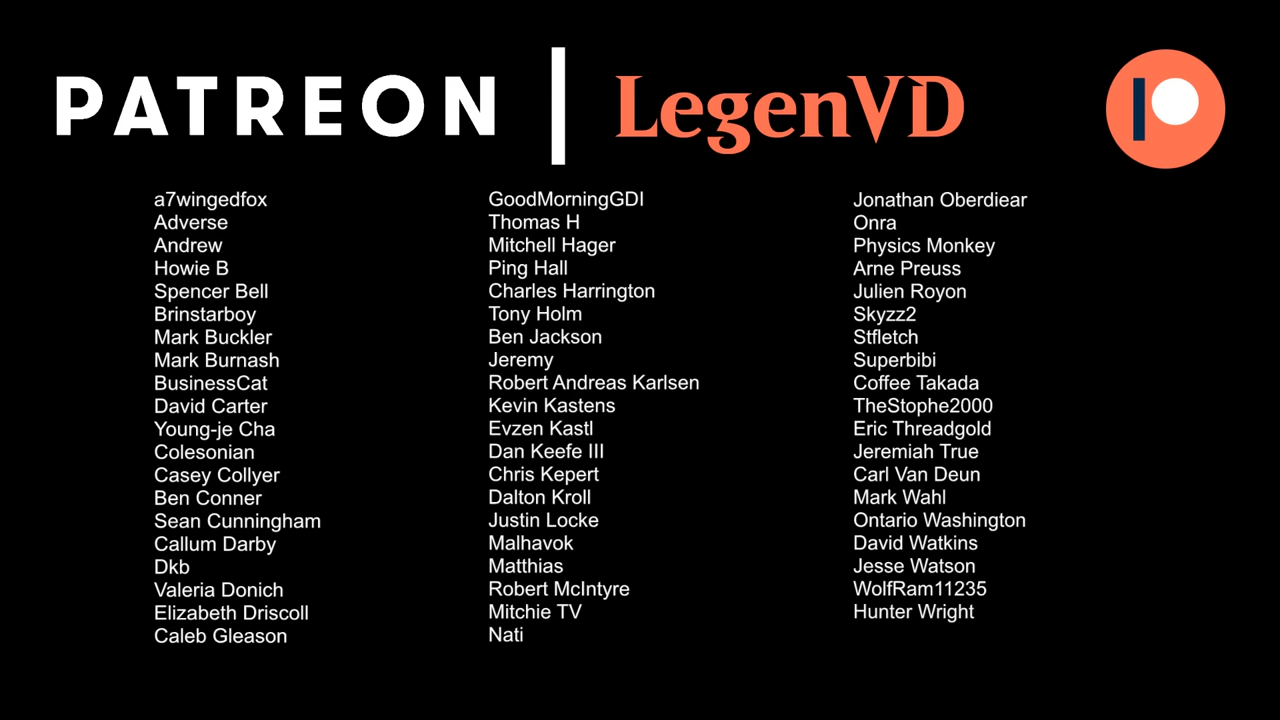 PATREON | LegenVD
a7wingedfox
Adverse
Andrew
Howie B
Spencer Bell
Brinstarboy
Mark Buckler
Mark Burnash
BusinessCat
David Carter
Young-je Cha
Colesonian
Casey Collyer
Ben Conner
Sean Cunningham
Callum Darby
Dkb
Valeria Donich
Elizabeth Driscoll
Caleb Gleason
GoodMorningGDI
Thomas H
Mitchell Hager
Ping Hall
Charles Harrington
Tony Holm
Ben Jackson
Jeremy
Robert Andreas Karlsen
Kevin Kastens
Evzen Kastl
Dan Keefe III
Chris Kepert
Dalton Kroll
Justin Locke
Malhavok
Matthias
Robert McIntyre
Mitchie TV
Nati
Jonathan Oberdiear
Onra
Physics Monkey
Arne Preuss
Julien Royon
Skyzz2
Stfletch
Superbibi
Coffee Takada
TheStophe2000
Eric Threadgold
Jeremiah True
Carl Van Deun
Mark Wahl
Ontario Washington
David Watkins
Jesse Watson
WolfRam11235
Hunter Wright